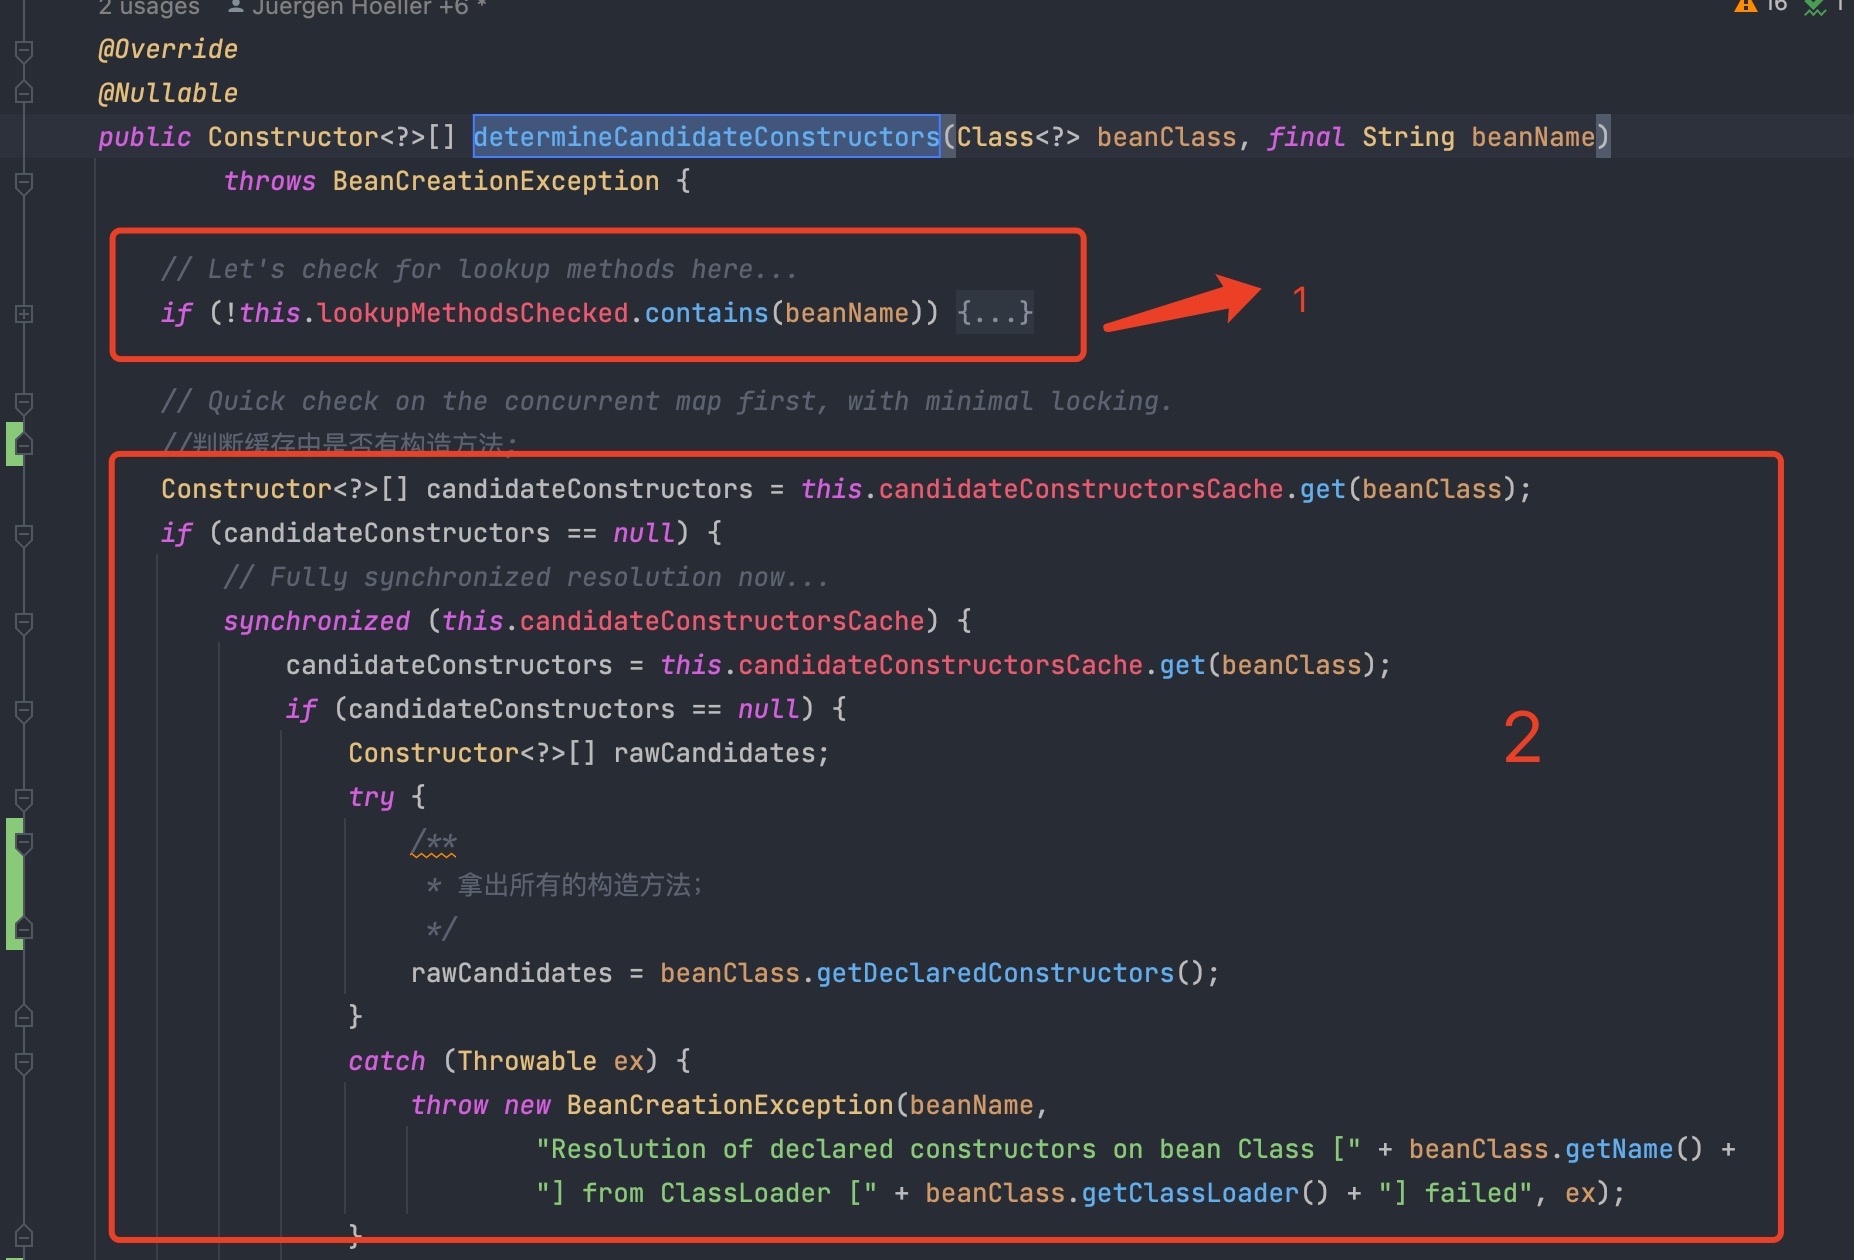 2 usages Juergen Hoeller +6 *
16 1
@Override
@Nullable
public Constructor<?>[] determineCandidateConstructors(Class<?> beanClass, final String beanName)
throws BeanCreationException {
// Let's check for lookup methods here...
if (!this.lookupMethodsChecked.contains(beanName)) {...}
1
// Quick check on the concurrent map first, with minimal locking.
//判断缓存中是否有构造方法;
Constructor<?>[] candidateConstructors = this.candidateConstructorsCache.get(beanClass);
if (candidateConstructors == null) {
// Fully synchronized resolution now...
synchronized (this.candidateConstructorsCache) {
candidateConstructors = this.candidateConstructorsCache.get(beanClass);
if (candidateConstructors == null) {
2
Constructor<?>[] rawCandidates;
try {
/**
* 拿出所有的构造方法;
*/
rawCandidates = beanClass.getDeclaredConstructors();
}
catch (Throwable ex) {
throw new BeanCreationException(beanName,
"Resolution of declared constructors on bean Class [" + beanClass.getName() +
"] from ClassLoader [" + beanClass.getClassLoader() + "] failed", ex);
}